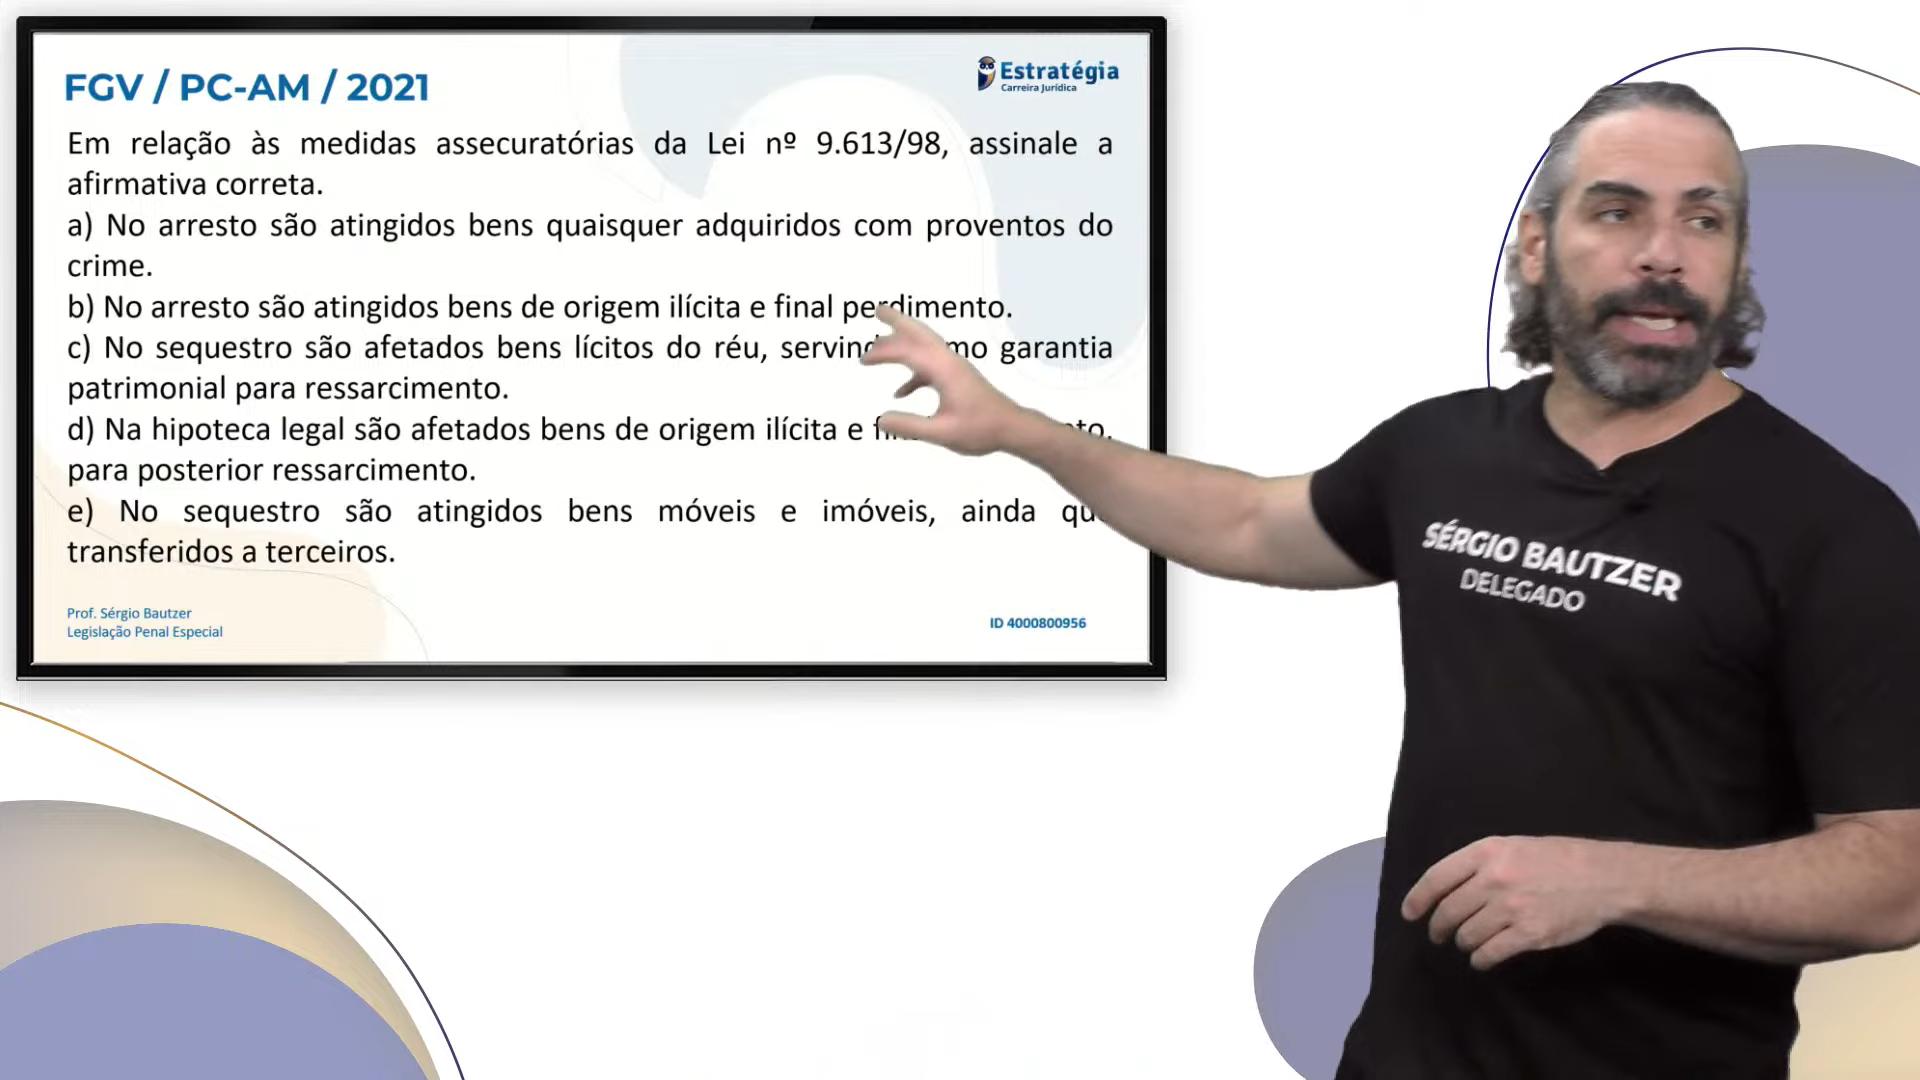 FGV / PC-AM / 2021
Estratégia
Carreira Jurídica
Em relação às medidas assecuratórias da Lei nº 9.613/98, assinale a
afirmativa correta.
a) No arresto são atingidos bens quaisquer adquiridos com proventos do
crime.
b) No arresto são atingidos bens de origem ilícita e final perdimento.
c) No sequestro são afetados bens lícitos do réu, garantia
patrimonial para ressarcimento.
d) Na hipoteca legal são afetados bens de origem ilícita e
para posterior ressarcimento.
e) No sequestro são atingidos bens móveis e imóveis, ainda que
transferidos a terceiros.
Prof. Sérgio Bautzer
Legislação Penal Especial
ID 4000800956
SÉRGIO BAUTZER
DELEGADO